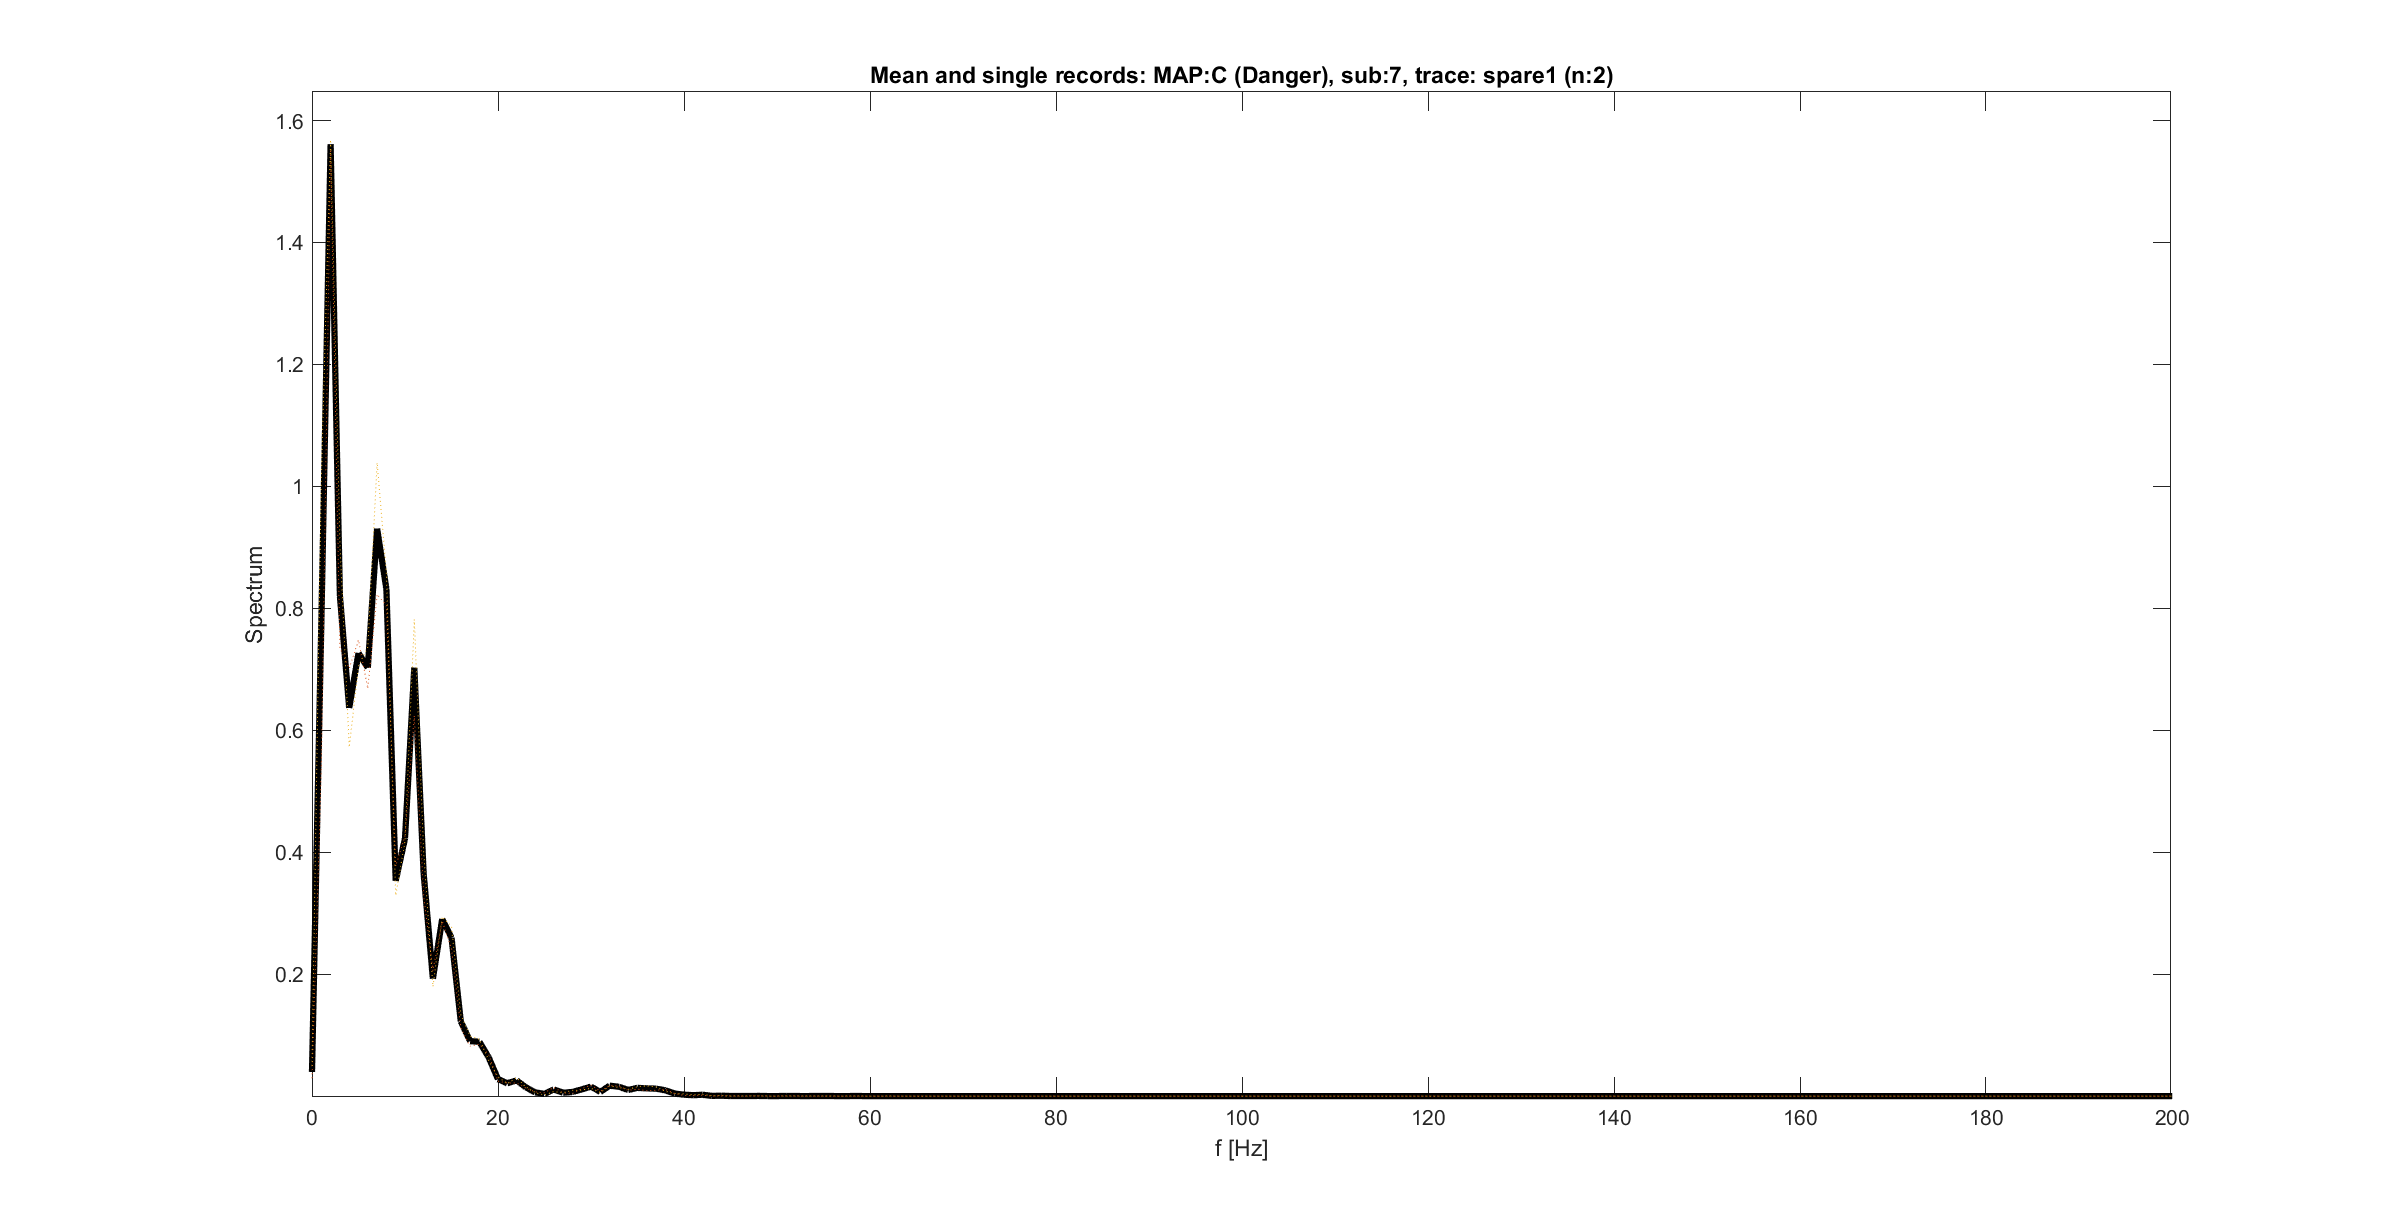 Mean and single records: MAP:C (Danger), sub:7, trace: spare1 (n:2)
1.6
1.4
1.2
1
0.8
0.6
0.4
0.2
Spectrum
0 20 40 60 80 100 120 140 160 180 200
f [Hz]